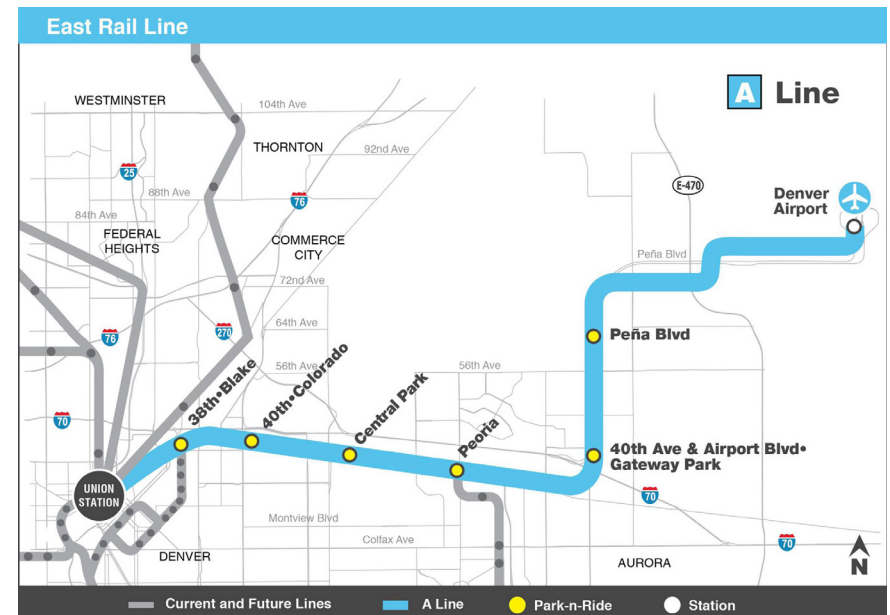 East Rail Line
A Line
WESTMINSTER
104th Ave
THORNTON
92nd Ave
25
88th Ave
76
E-470
Denver
Airport
84th Ave
FEDERAL
HEIGHTS
COMMERCE
CITY
Peña Blvd
72nd Ave
64th Ave
270
76
Peña Blvd
56th Ave
56th Ave
38th•Blake
40th•Colorado
Central Park
Peoria
70
40th Ave & Airport Blvd•
Gateway Park
UNION
STATION
70
Montview Blvd
Colfax Ave
70
DENVER
AURORA
N
Current and Future Lines
A Line
Park-n-Ride
Station